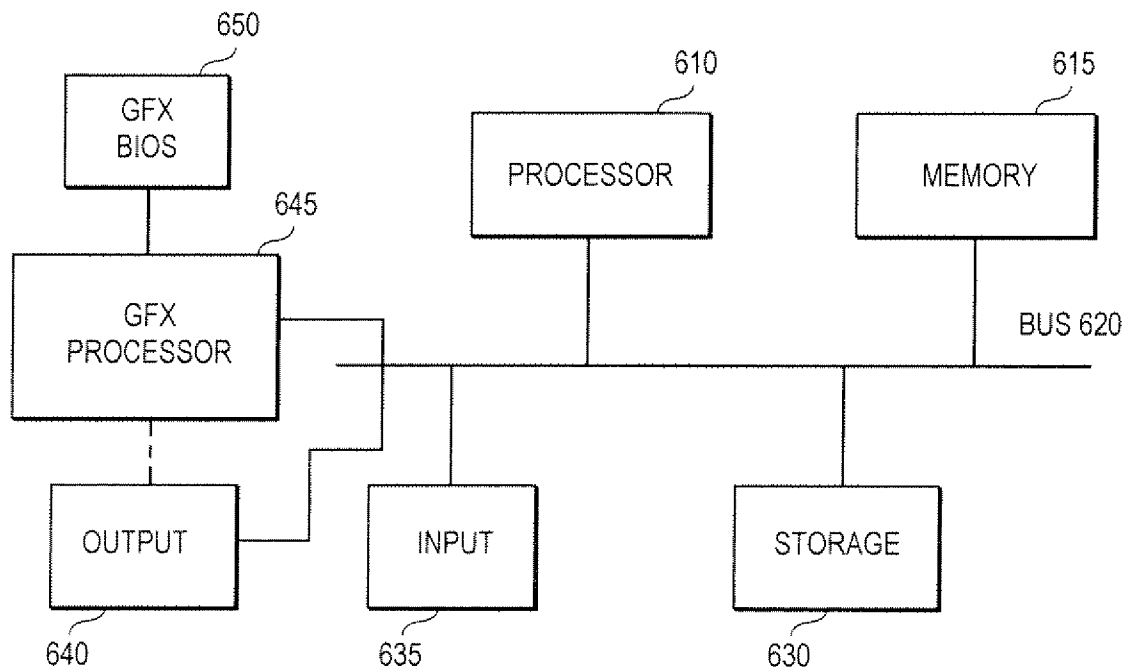 650
GFX
BIOS
610
PROCESSOR
615
MEMORY
645
GFX
PROCESSOR
BUS 620
OUTPUT
640
INPUT
635
STORAGE
630